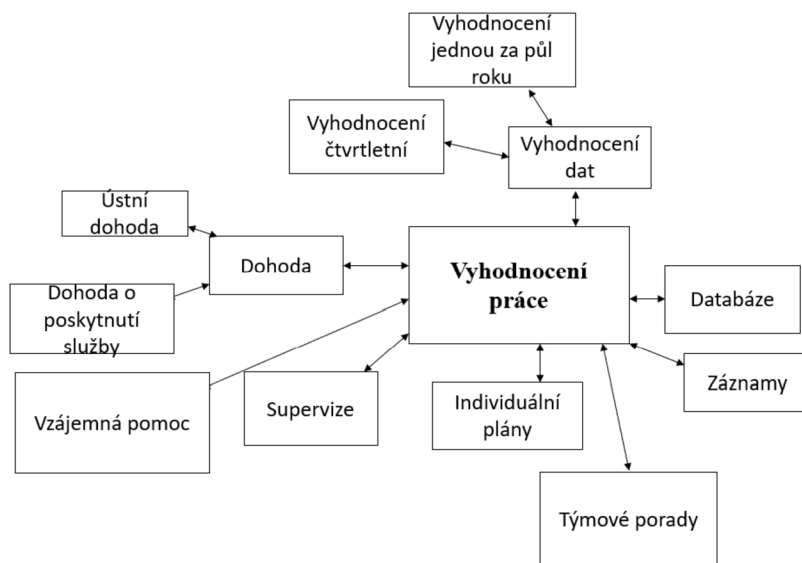 Vyhodnocení
jednou za půl
roku
Vyhodnocení
čtvrtletní
Vyhodnocení
dat
Ústní
dohoda
Dohoda
Vyhodnocení
práce
Dohoda o
poskytnutí
služby
Databáze
Vzájemná pomoc
Supervize
Individuální
plány
Záznamy
Týmové porady